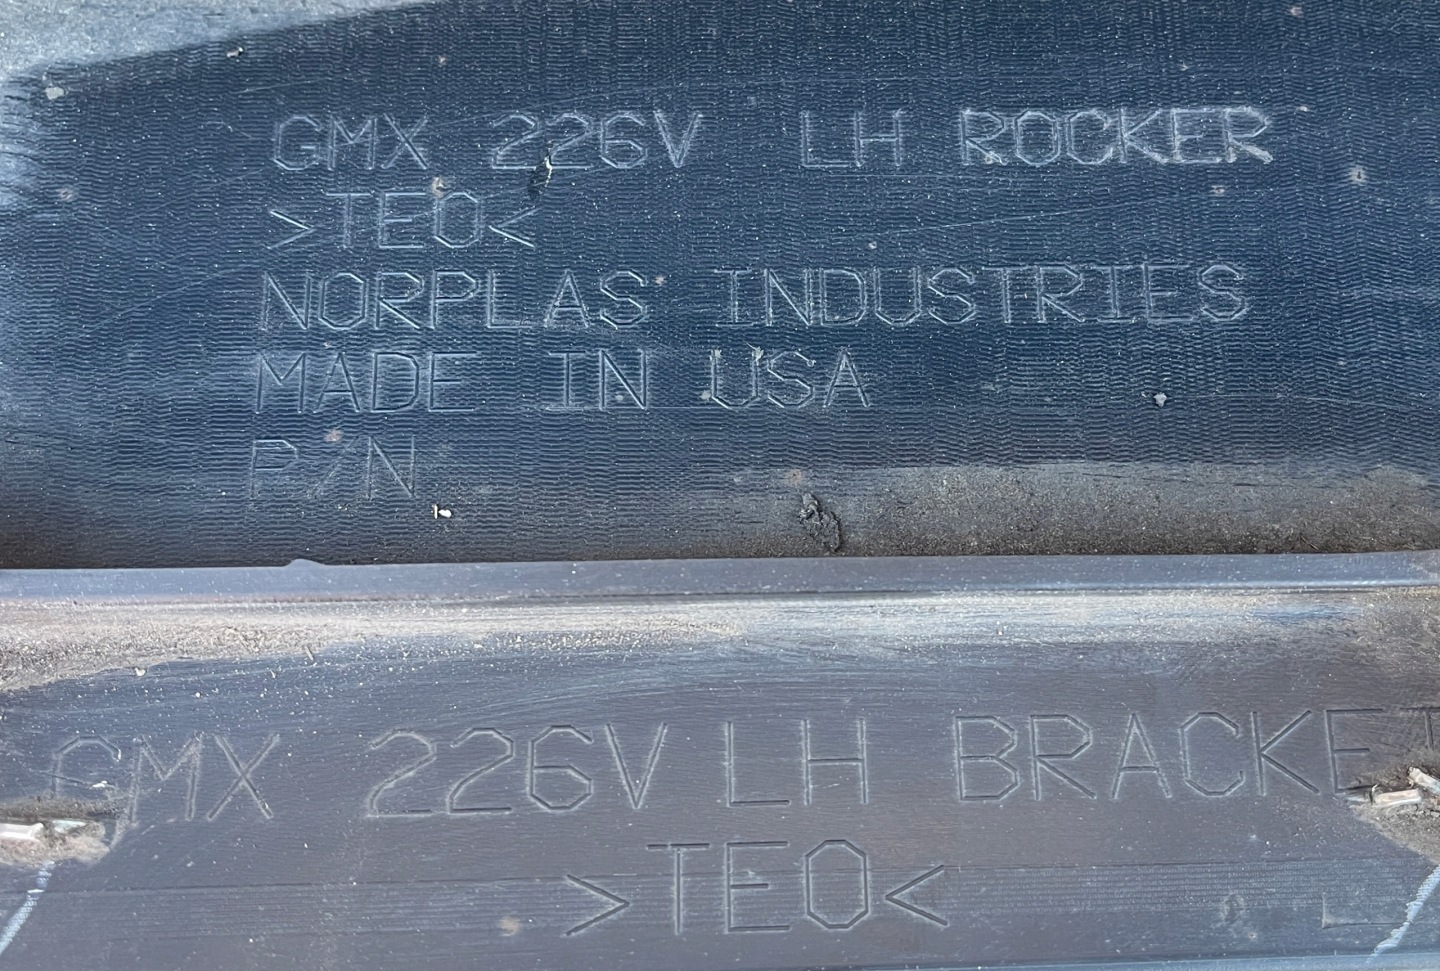 GMX 226V LH ROCKER
>TEO<
NORPLAS INDUSTRIES
MADE IN USA
P/N
GMX 226V LH BRACKET
>TEO<